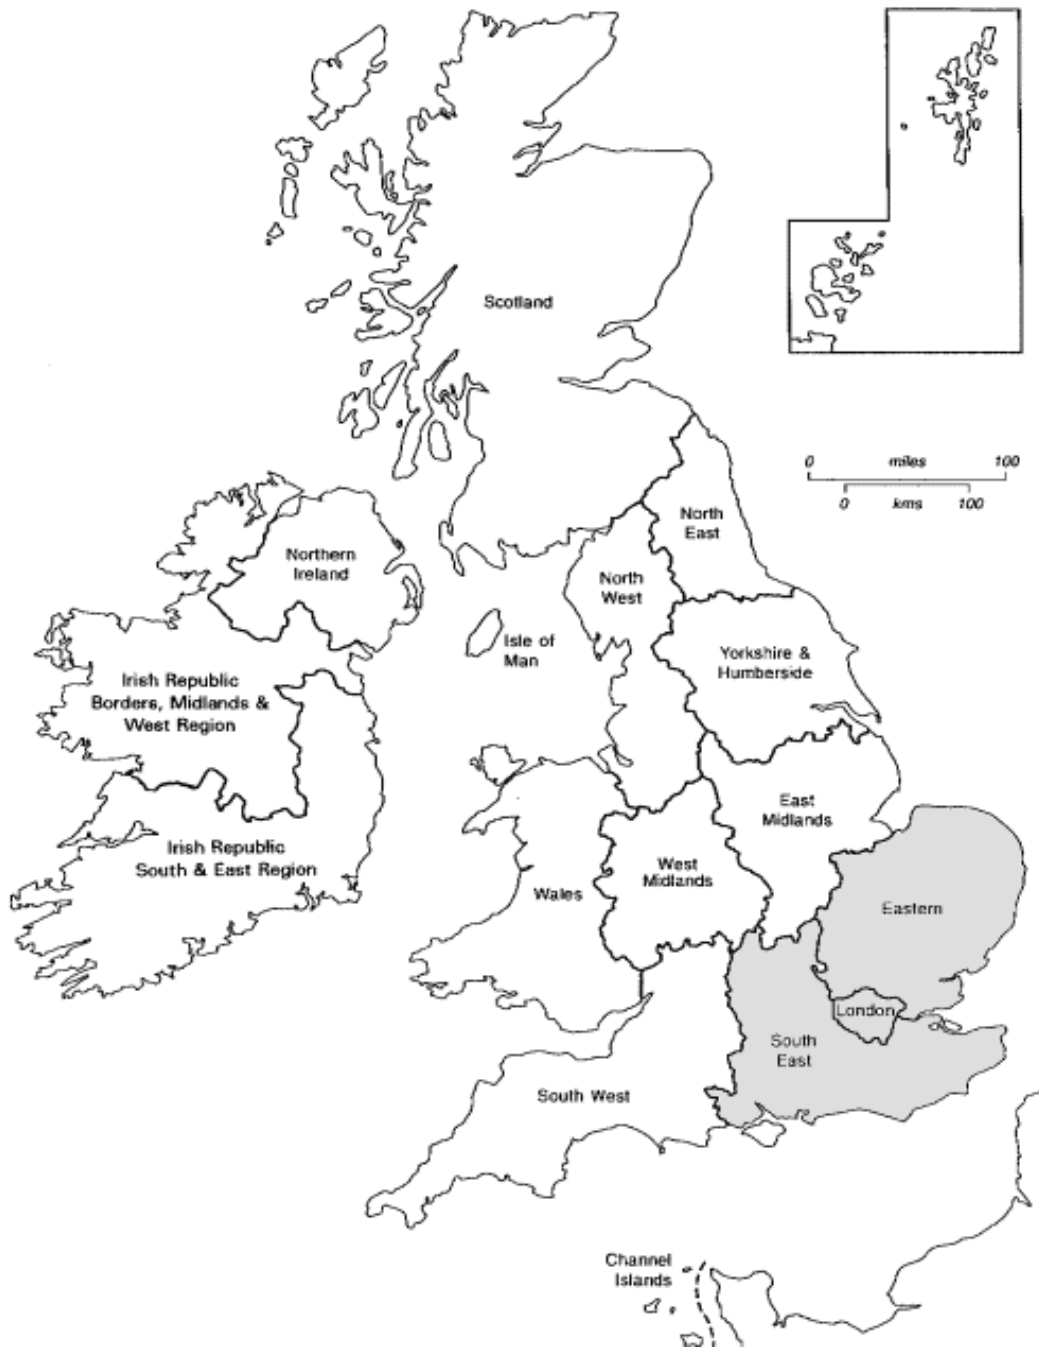 Scotland
0 miles 100
0 kms 100
North
East
Northern
Ireland
North
West
Isle of
Man
Yorkshire &
Humberside
Irish Republic
Borders, Midlands &
West Region
East
Midlands
Irish Republic
South & East Region
West
Midlands
Wales
Eastern
London
South
East
South West
Channel
Islands